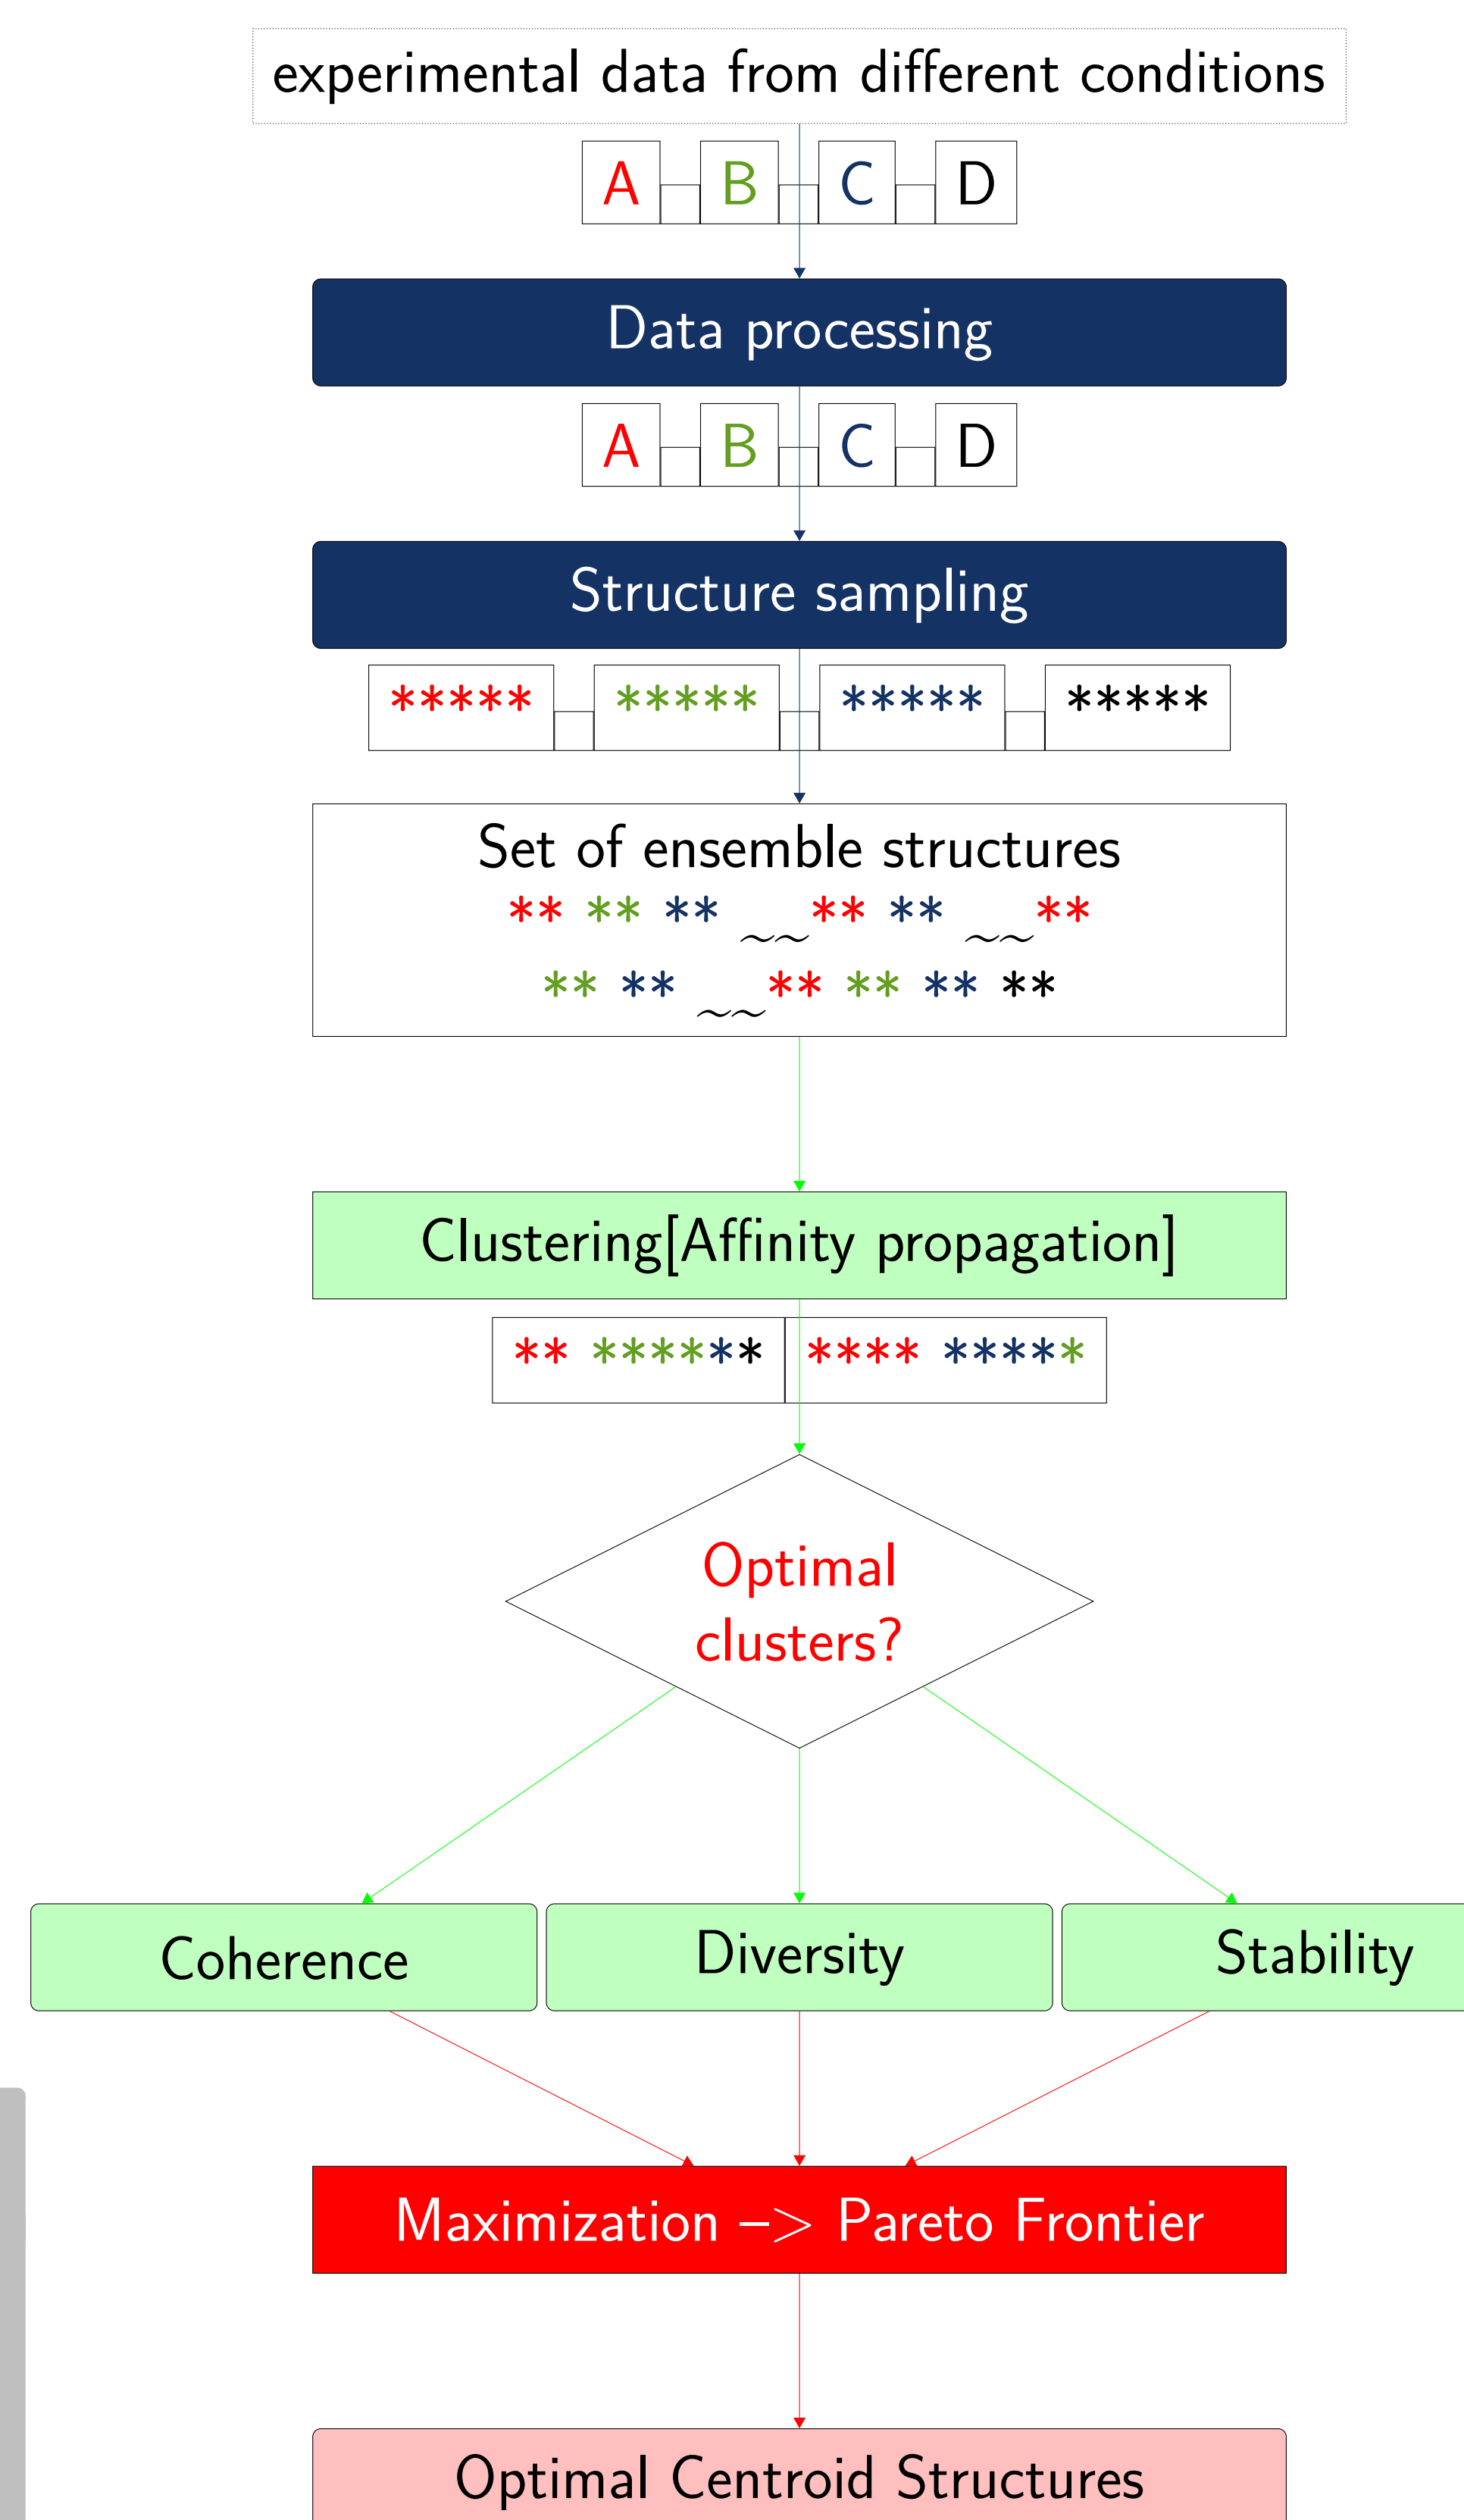 experimental data from different conditions
A B C D
Data processing
A B C D
Structure sampling
***** ***** ***** *****
Set of ensemble structures
** ** ** ~~** ** ~~**
** ** ~~** ** ** **
Clustering[Affinity propagation]
** ****** **** *****
Optimal
clusters?
Coherence Diversity Stability
Maximization –> Pareto Frontier
Optimal Centroid Structures